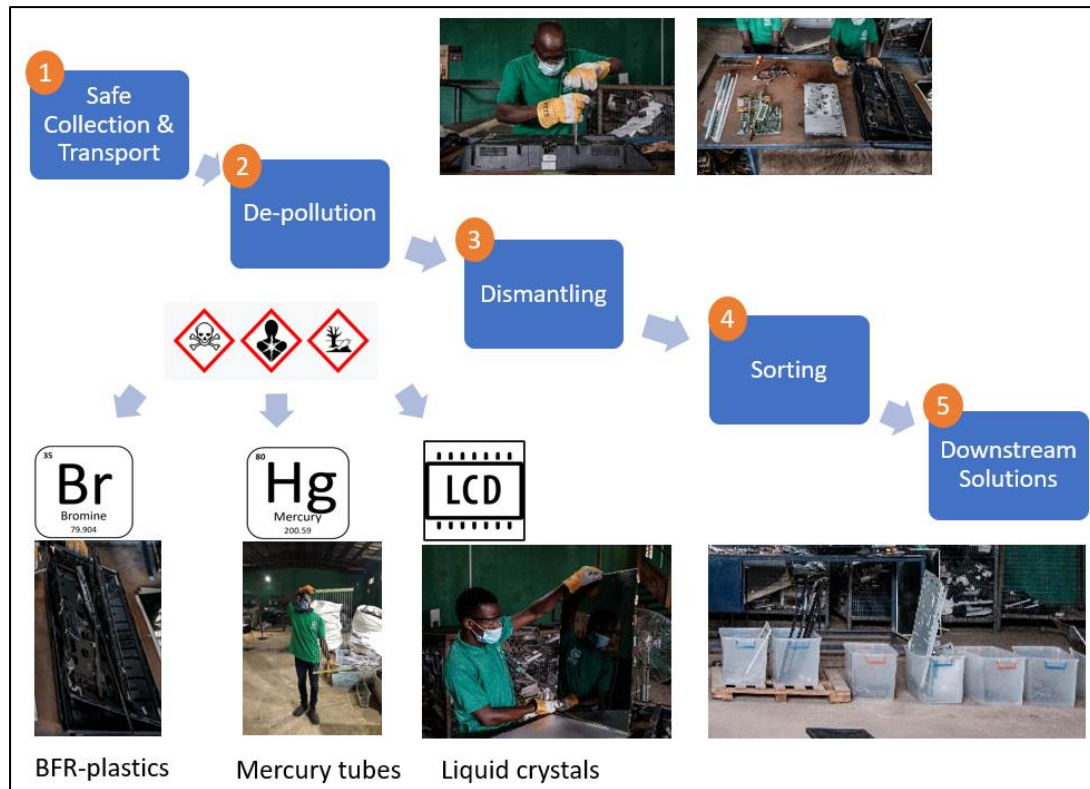 1
Safe
Collection &
Transport
2
De-pollution
3
Dismantling
4
Sorting
5
Downstream
Solutions
35
Br
Bromine
79.904
80
Hg
Mercury
200.59
LCD
BFR-plastics
Mercury tubes
Liquid crystals